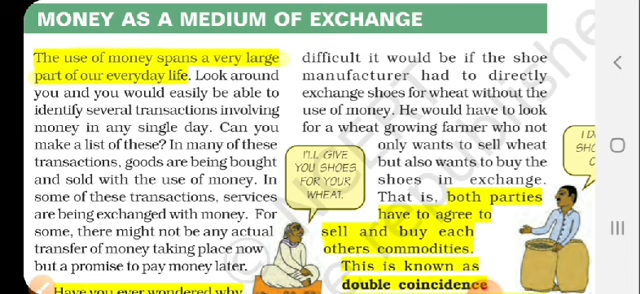 MONEY AS A MEDIUM OF EXCHANGE
The use of money spans a very large
part of our everyday life. Look around
you and you would easily be able to
identify several transactions involving
money in any single day. Can you
make a list of these? In many of these
transactions, goods are being bought
and sold with the use of money. In
some of these transactions, services
are being exchanged with money. For
some, there might not be any actual
transfer of money taking place now
but a promise to pay money later.
Have you ever wondered why
I'LL GIVE
YOU SHOES
FOR YOUR
WHEAT.
difficult it would be if the shoe
manufacturer had to directly
exchange shoes for wheat without the
use of money. He would have to look
for a wheat growing farmer who not
only wants to sell wheat
but also wants to buy the
shoes in exchange.
That is, both parties
have to agree to
sell and buy each
others commodities.
This is known as
double coincidence